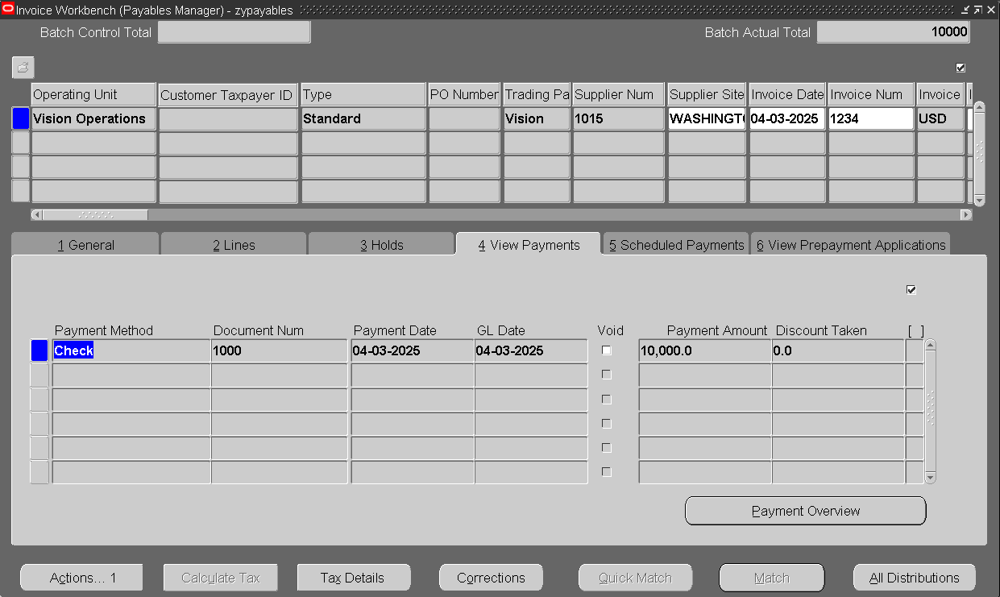 Invoice Workbench (Payables Manager) - zypayables
Batch Control Total
Batch Actual Total 10000
Operating Unit Customer Taxpayer ID Type PO Number Trading Pa Supplier Num Supplier Site Invoice Date Invoice Num Invoice
Vision Operations Standard Vision 1015 WASHINGTO 04-03-2025 1234 USD
1 General 2 Lines 3 Holds 4 View Payments 5 Scheduled Payments 6 View Prepayment Applications
Payment Method Document Num Payment Date GL Date Void Payment Amount Discount Taken [ ]
Check 1000 04-03-2025 04-03-2025 10,000.0 0.0
Payment Overview
Actions... 1 Calculate Tax Tax Details Corrections Quick Match Match All Distributions